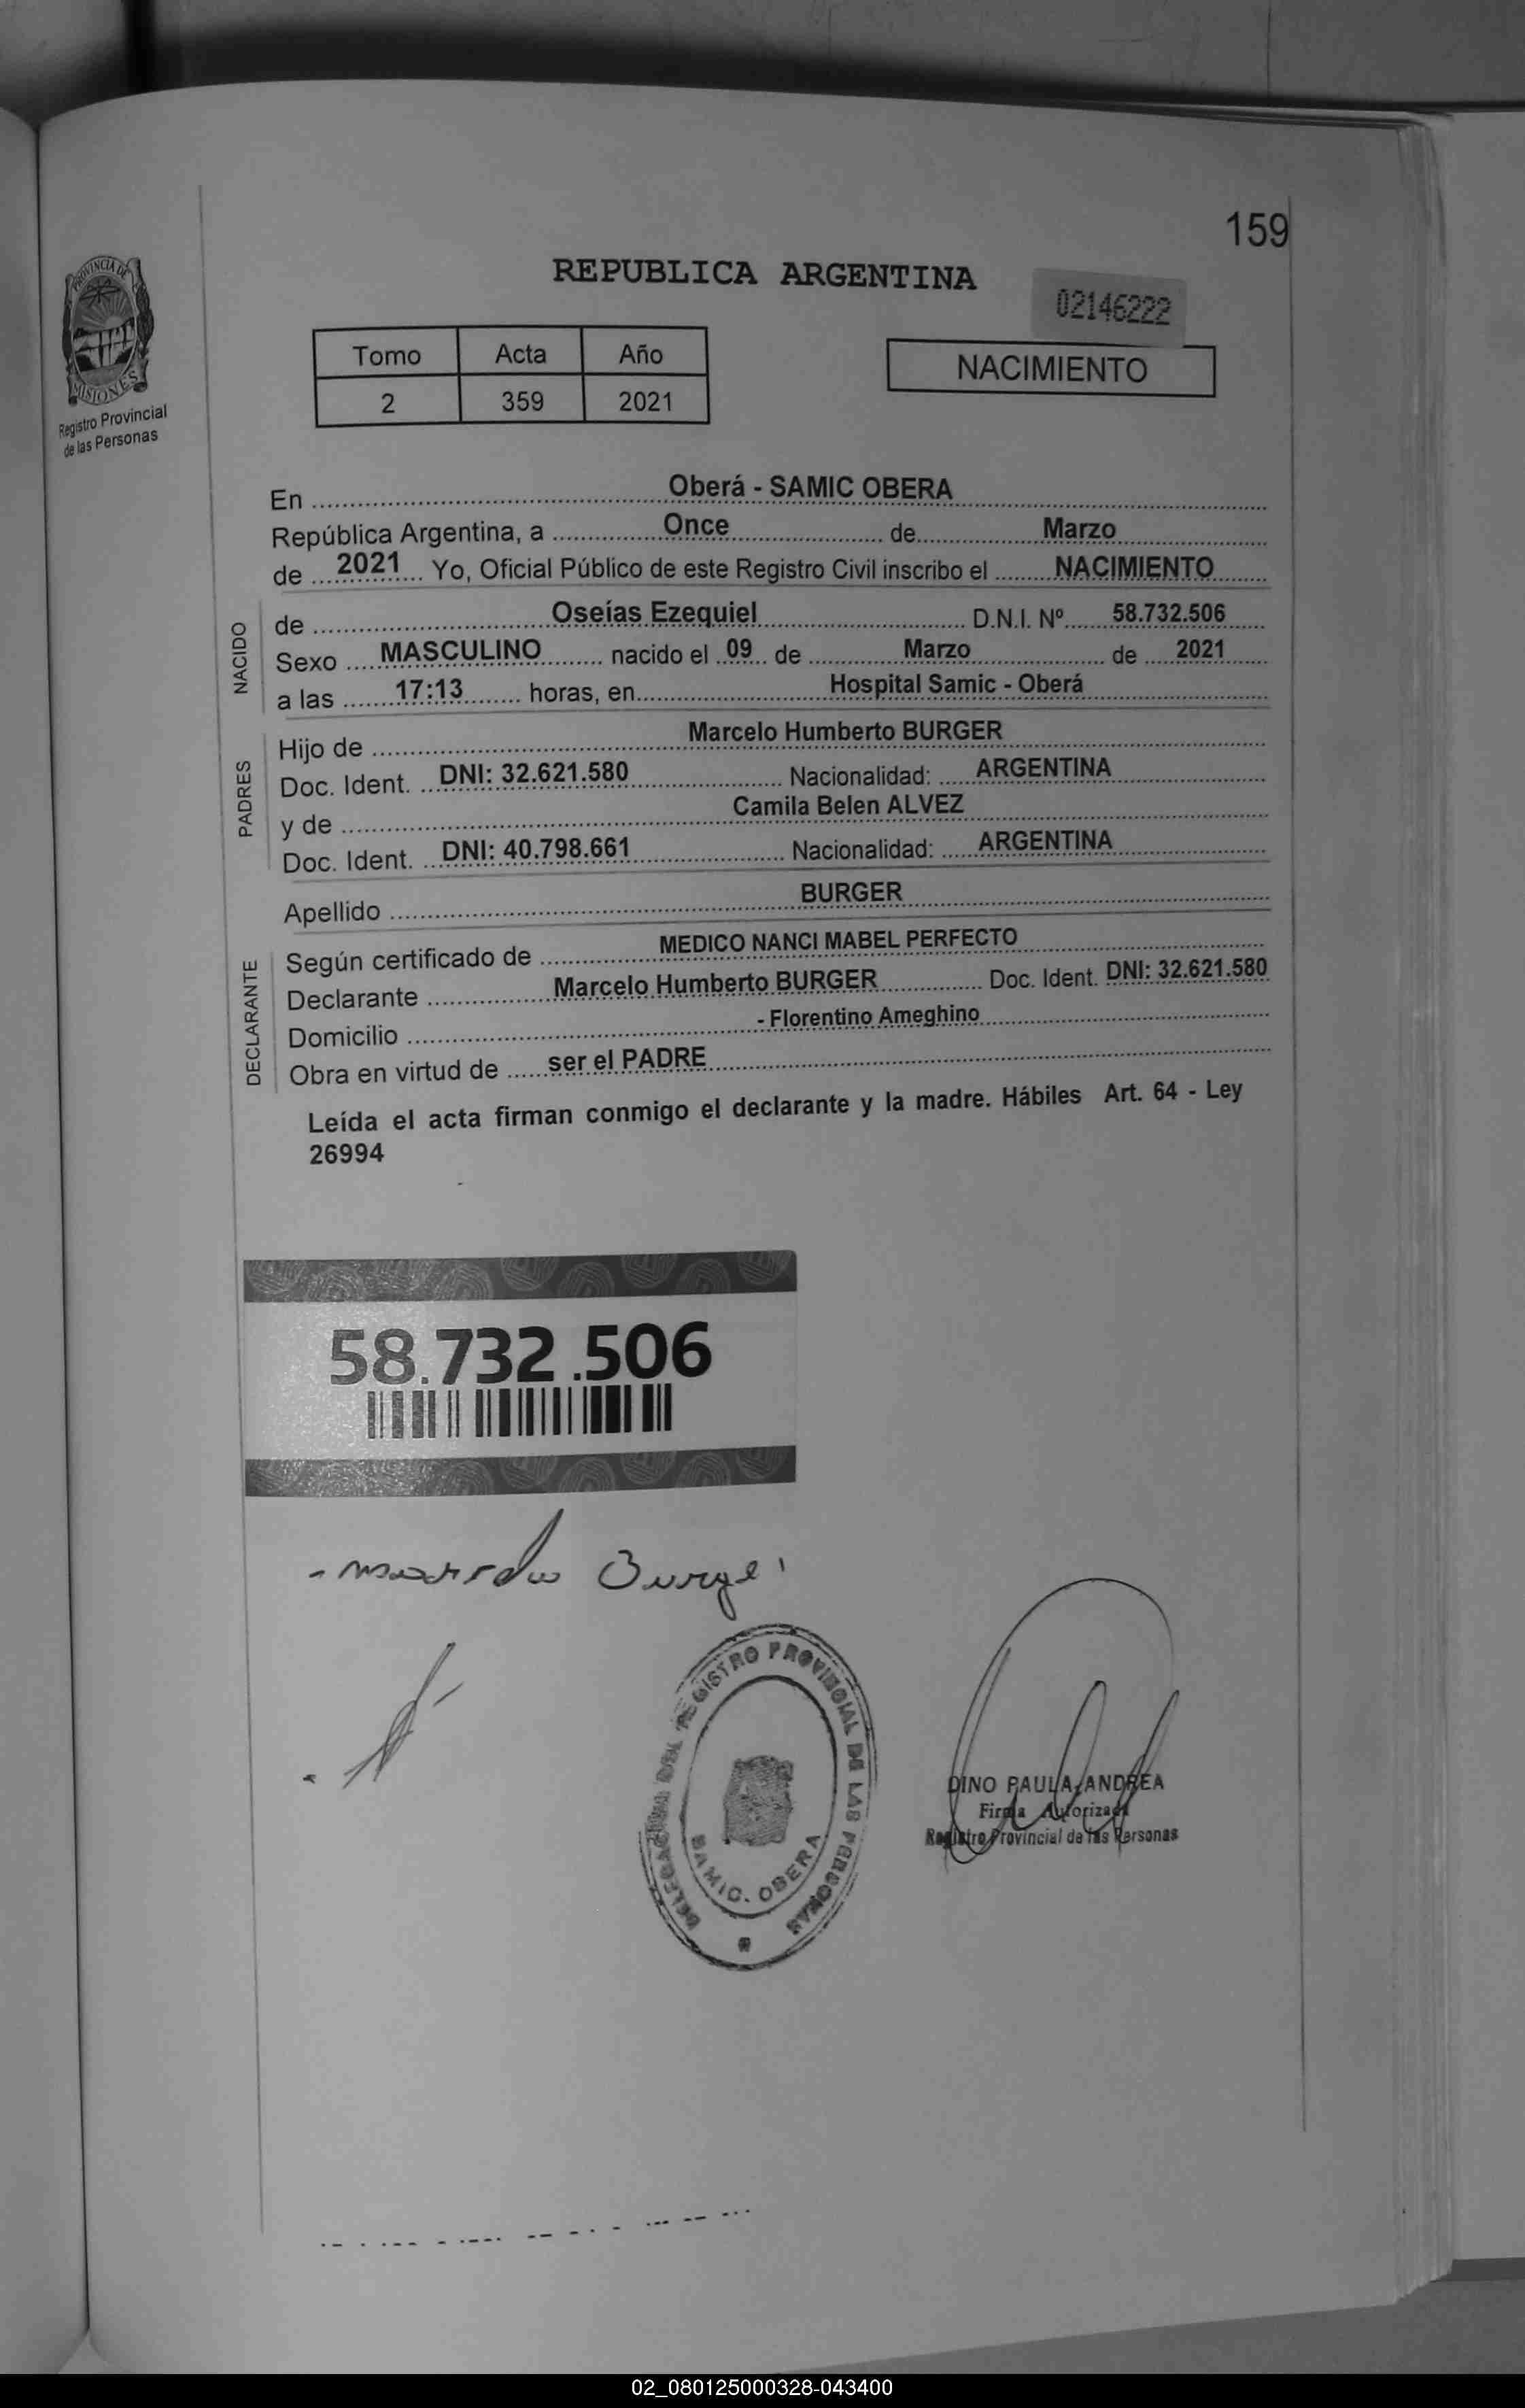 159
REPUBLICA ARGENTINA
02146222
PROVINCIA DE
MISIONES
Registro Provincial
de las Personas
Tomo Acta Año
2 359 2021
NACIMIENTO
En Oberá - SAMIC OBERA
República Argentina, a Once de Marzo
de 2021 Yo, Oficial Público de este Registro Civil inscribo el NACIMIENTO
NACIDO
de Oseías Ezequiel D.N.I. Nº 58.732.506
Sexo MASCULINO nacido el 09 de Marzo de 2021
a las 17:13 horas, en Hospital Samic - Oberá
PADRES
Hijo de Marcelo Humberto BURGER
Doc. Ident. DNI: 32.621.580 Nacionalidad: ARGENTINA
y de Camila Belen ALVEZ
Doc. Ident. DNI: 40.798.661 Nacionalidad: ARGENTINA
Apellido BURGER
DECLARANTE
Según certificado de MEDICO NANCI MABEL PERFECTO
Declarante Marcelo Humberto BURGER Doc. Ident. DNI: 32.621.580
Domicilio - Florentino Ameghino
Obra en virtud de ser el PADRE
Leída el acta firman conmigo el declarante y la madre. Hábiles Art. 64 - Ley
26994
58.732.506
Burger
DELEGACION DEL REGISTRO PROVINCIAL DE LAS PERSONAS
SAMIC. OBERA
DINO PAULA ANDREA
Firma Autorizada
Registro Provincial de las Personas
02_080125000328-043400